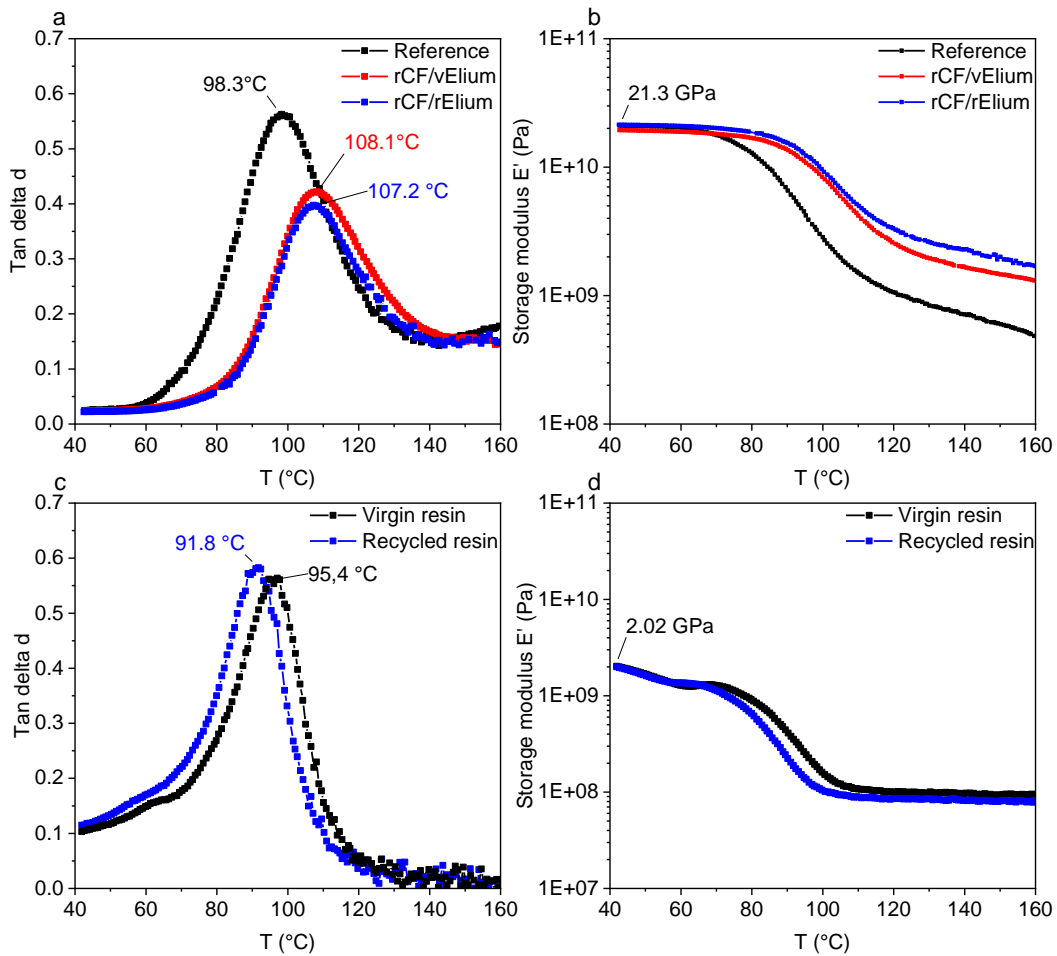 a
Tan delta d
0.7
0.6
0.5
0.4
0.3
0.2
0.1
0.0
40 60 80 100 120 140 160
T (°C)
Reference
rCF/vElium
rCF/rElium
98.3°C
108.1°C
107.2 °C
b
Storage modulus E' (Pa)
1E+11
1E+10
1E+09
1E+08
40 60 80 100 120 140 160
T (°C)
Reference
rCF/vElium
rCF/rElium
21.3 GPa
c
Tan delta d
0.7
0.6
0.5
0.4
0.3
0.2
0.1
0.0
40 60 80 100 120 140 160
T (°C)
Virgin resin
Recycled resin
91.8 °C
95,4 °C
d
Storage modulus E' (Pa)
1E+11
1E+10
1E+09
1E+08
1E+07
40 60 80 100 120 140 160
T (°C)
Virgin resin
Recycled resin
2.02 GPa